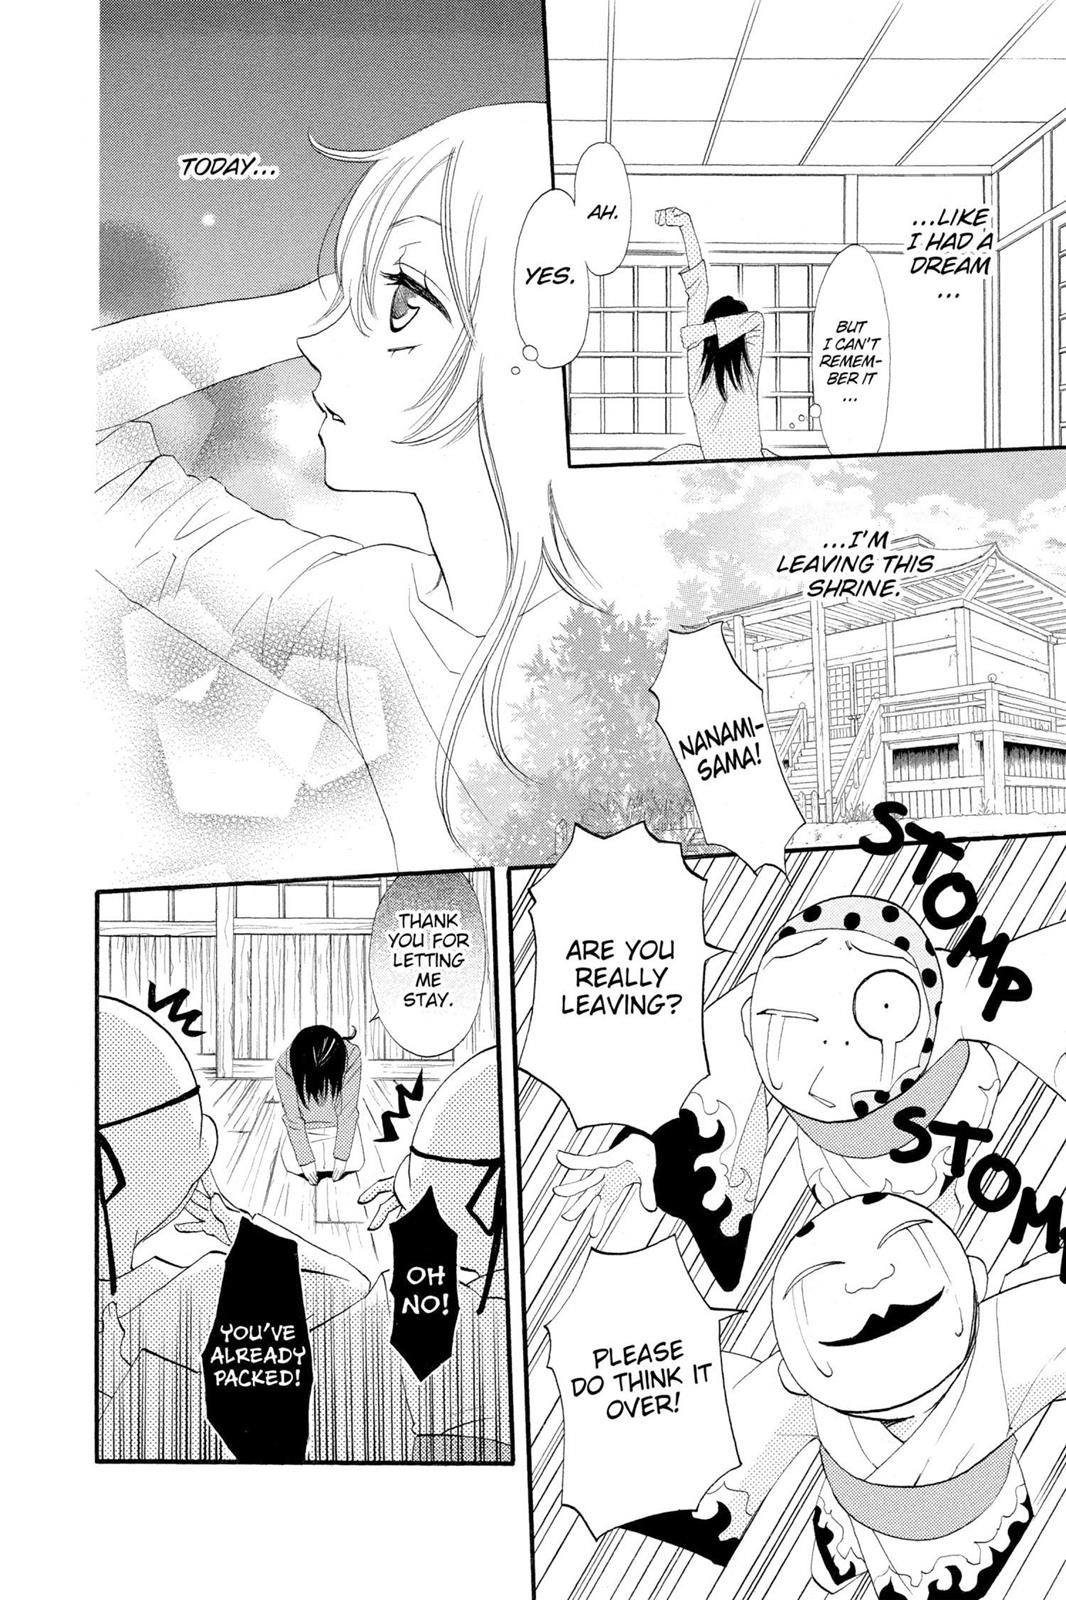 ...LIKE
I HAD A
DREAM
...
BUT
I CAN'T
REMEM-
BER IT
...
AH.
YES.
TODAY...
...I'M
LEAVING THIS
SHRINE.
NANAMI-
SAMA!
STOMP
ARE YOU
REALLY
LEAVING?
STOMP
PLEASE
DO THINK IT
OVER!
THANK
YOU FOR
LETTING
ME
STAY.
OH
NO!
YOU'VE
ALREADY
PACKED!